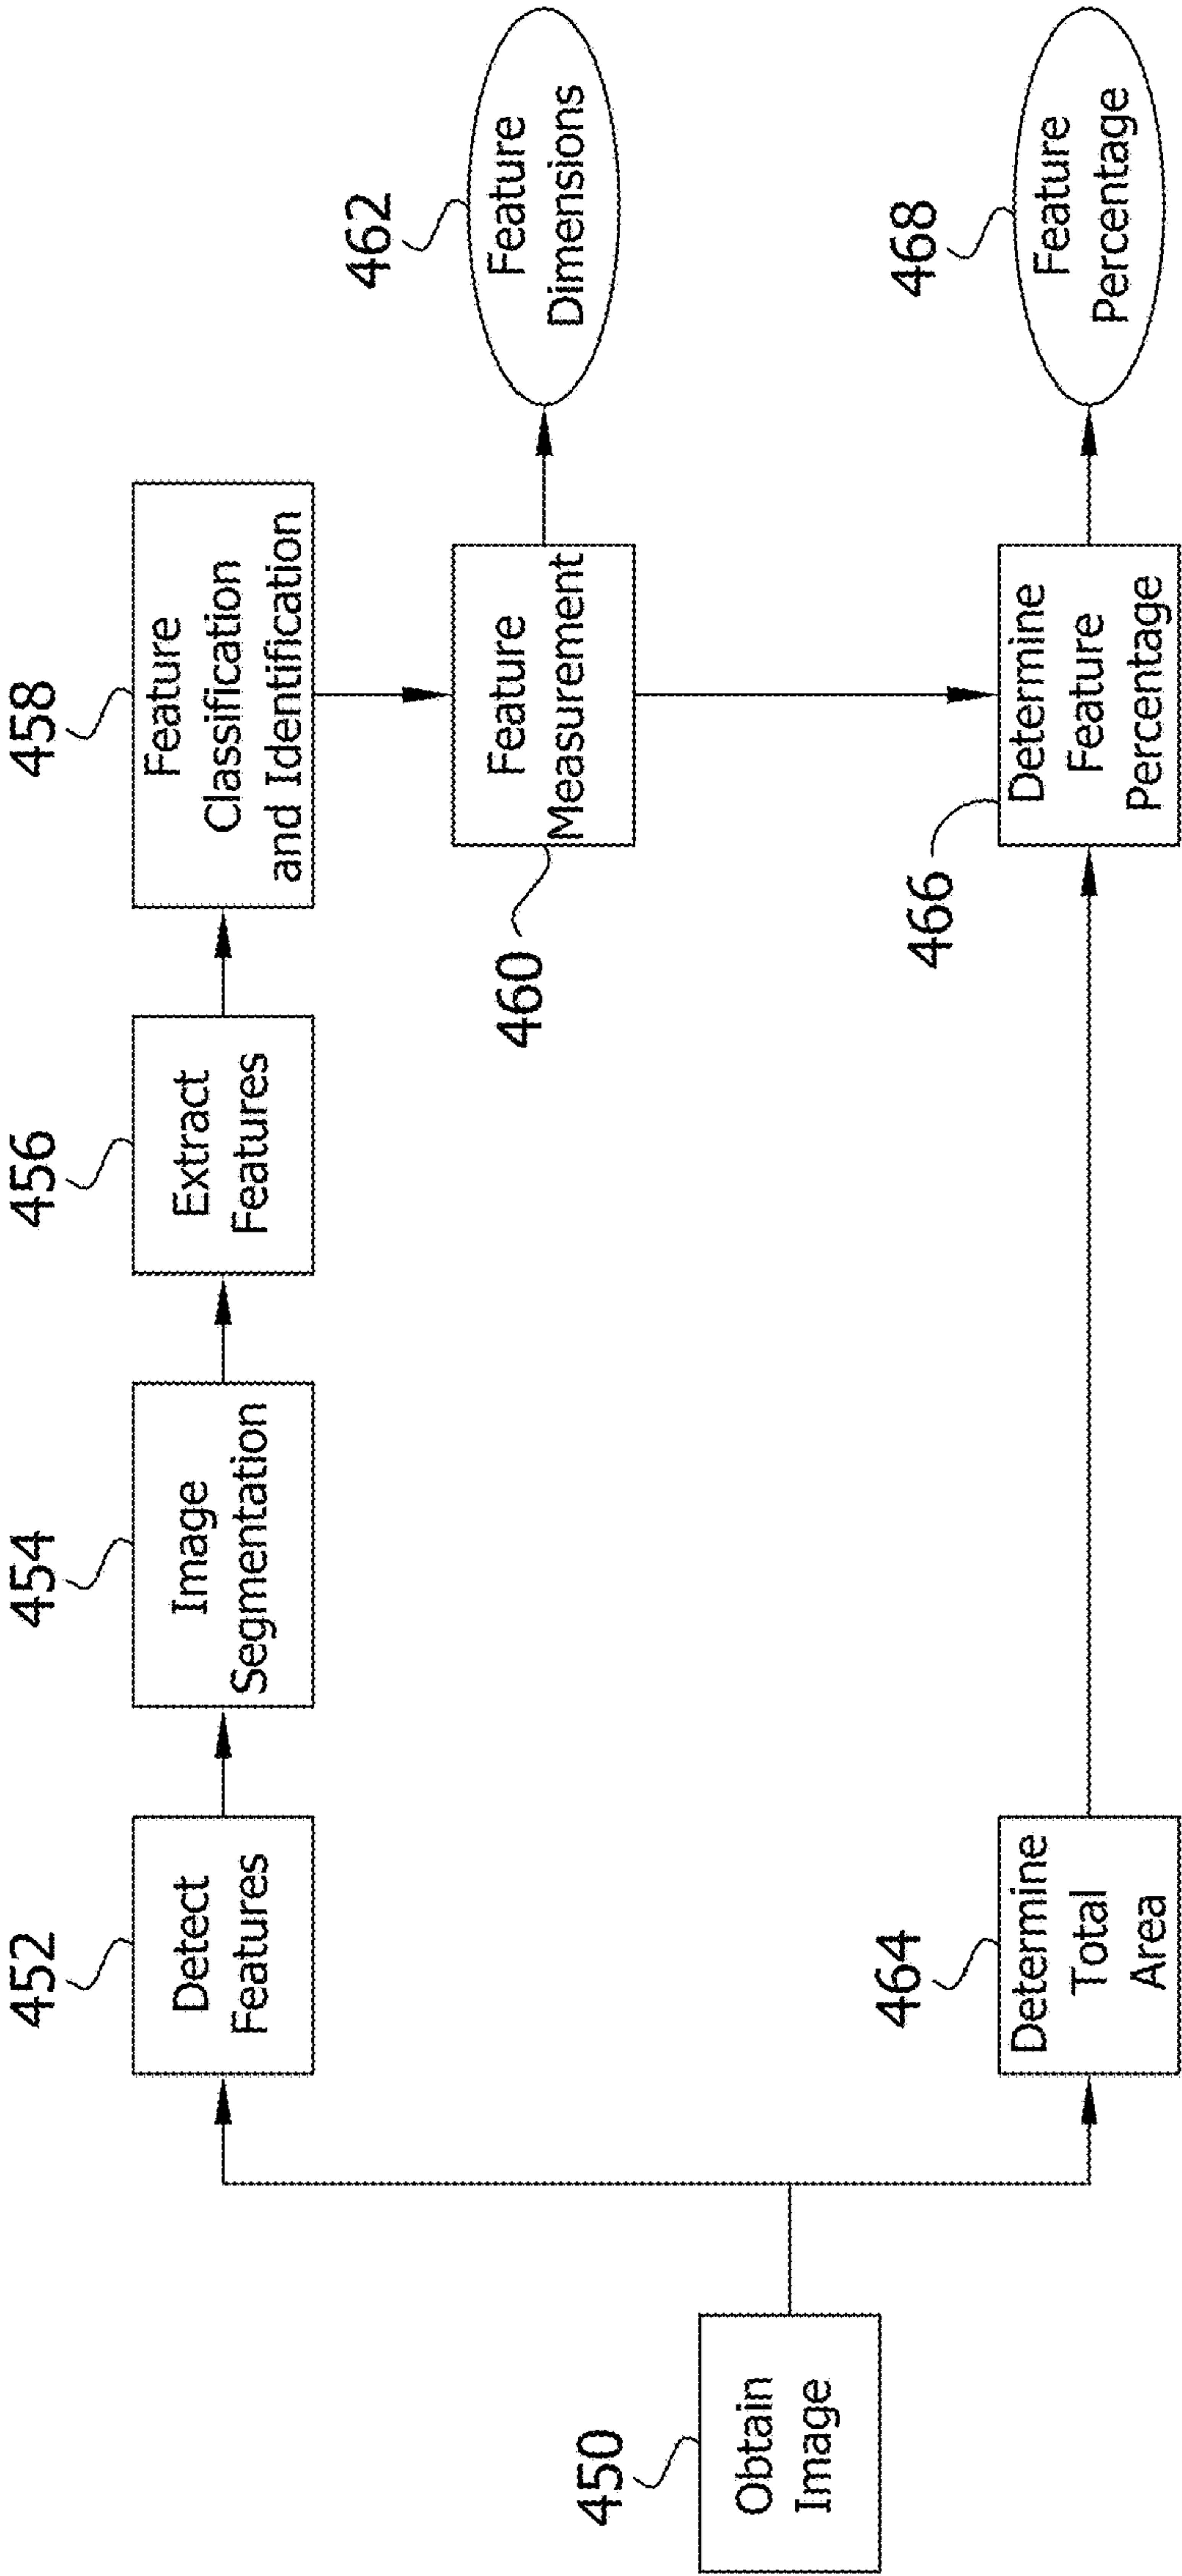 450
Obtain
Image
452
Detect
Features
454
Image
Segmentation
456
Extract
Features
458
Feature
Classification
and Identification
460
Feature
Measurement
462
Feature
Dimensions
464
Determine
Total
Area
466
Determine
Feature
Percentage
468
Feature
Percentage